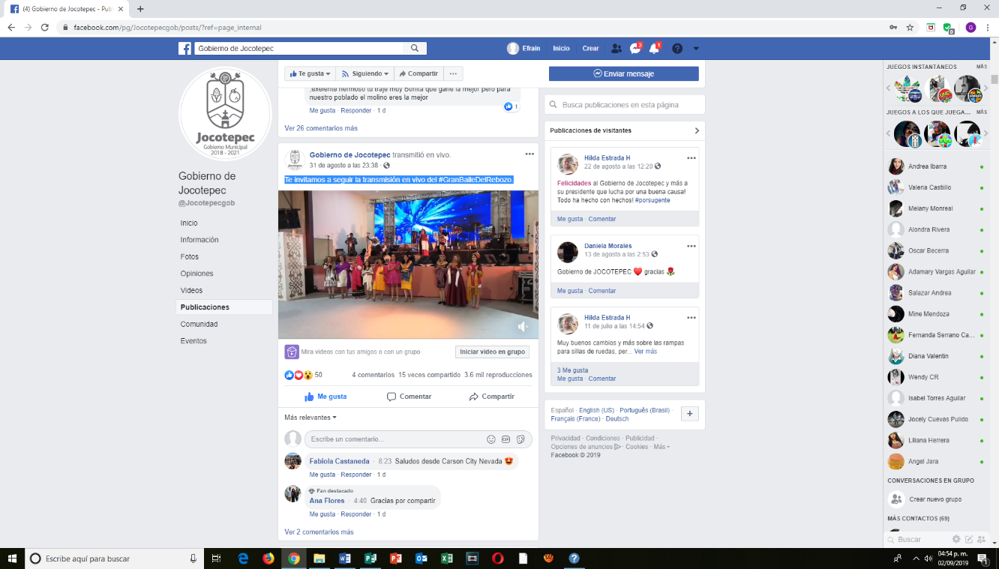 (4) Gobierno de Jocotepec - Publ
facebook.com/pg/Jocotepecgob/posts/?ref=page_internal
G
Gobierno de Jocotepec
Efrain
Inicio
Crear
3
1
Jocotepec
Gobierno Municipal
2018 - 2021
Gobierno de
Jocotepec
@Jocotepecgob
Inicio
Información
Fotos
Opiniones
Videos
Publicaciones
Comunidad
Eventos
Te gusta
Siguiendo
Compartir
Enviar mensaje
,exelente hermoso tu traje muy Bonita que gane la mejor pero para
nuestro poblado el molino eres la mejor
1
Me gusta · Responder · 1 d
Ver 26 comentarios más
Gobierno de Jocotepec transmitió en vivo.
31 de agosto a las 23:38 ·
Te invitamos a seguir la transmisión en vivo del #GranBaileDelRebozo.
Mira videos con tus amigos o con un grupo
Iniciar video en grupo
50
4 comentarios 15 veces compartido 3.6 mil reproducciones
Me gusta
Comentar
Compartir
Más relevantes
Escribe un comentario...
GIF
Fabiola Castaneda · 8:23 Saludos desde Carson City Nevada 😍
Me gusta · Responder · 1 d
Fan destacado
Ana Flores · 4:40 Gracias por compartir
Me gusta · Responder · 1 d
Ver 2 comentarios más
Busca publicaciones en esta página
Publicaciones de visitantes
Hilda Estrada H
22 de agosto a las 12:20
Felicidades al Gobierno de Jocotepec y más a
su presidente que lucha por una buena causa!
Todo ha hecho con hechos! #porsugente
Me gusta · Comentar
Daniela Morales
13 de agosto a las 2:53
Gobierno de JOCOTEPEC ❤️ gracias 🌹
Me gusta · Comentar
Hilda Estrada H
11 de julio a las 14:54
Muy buenos cambios y más sobre las rampas
para sillas de ruedas, per... Ver más
3 Me gusta
Me gusta · Comentar
Español · English (US) · Português (Brasil) ·
Français (France) · Deutsch
Privacidad · Condiciones · Publicidad ·
Opciones de anuncios · Cookies · Más
Facebook © 2019
JUEGOS INSTANTÁNEOS MÁS
JUEGOS A LOS QUE JUEGA... MÁS
Andrea Ibarra
Valeria Castillo
Melany Monreal
Alondra Rivera
Oscar Becerra
Adamary Vargas Aguilar
Salazar Andrea
Mine Mendoza
Fernanda Serrano Ca...
Diana Valentin
Wendy CR
Isabel Torres Aguilar
Jocely Cuevas Pulido
Liliana Herrera
Angel Jara
CONVERSACIONES EN GRUPO
Crear nuevo grupo
MÁS CONTACTOS (69)
Buscar
Escribe aquí para buscar
04:54 p. m.
02/09/2019
1